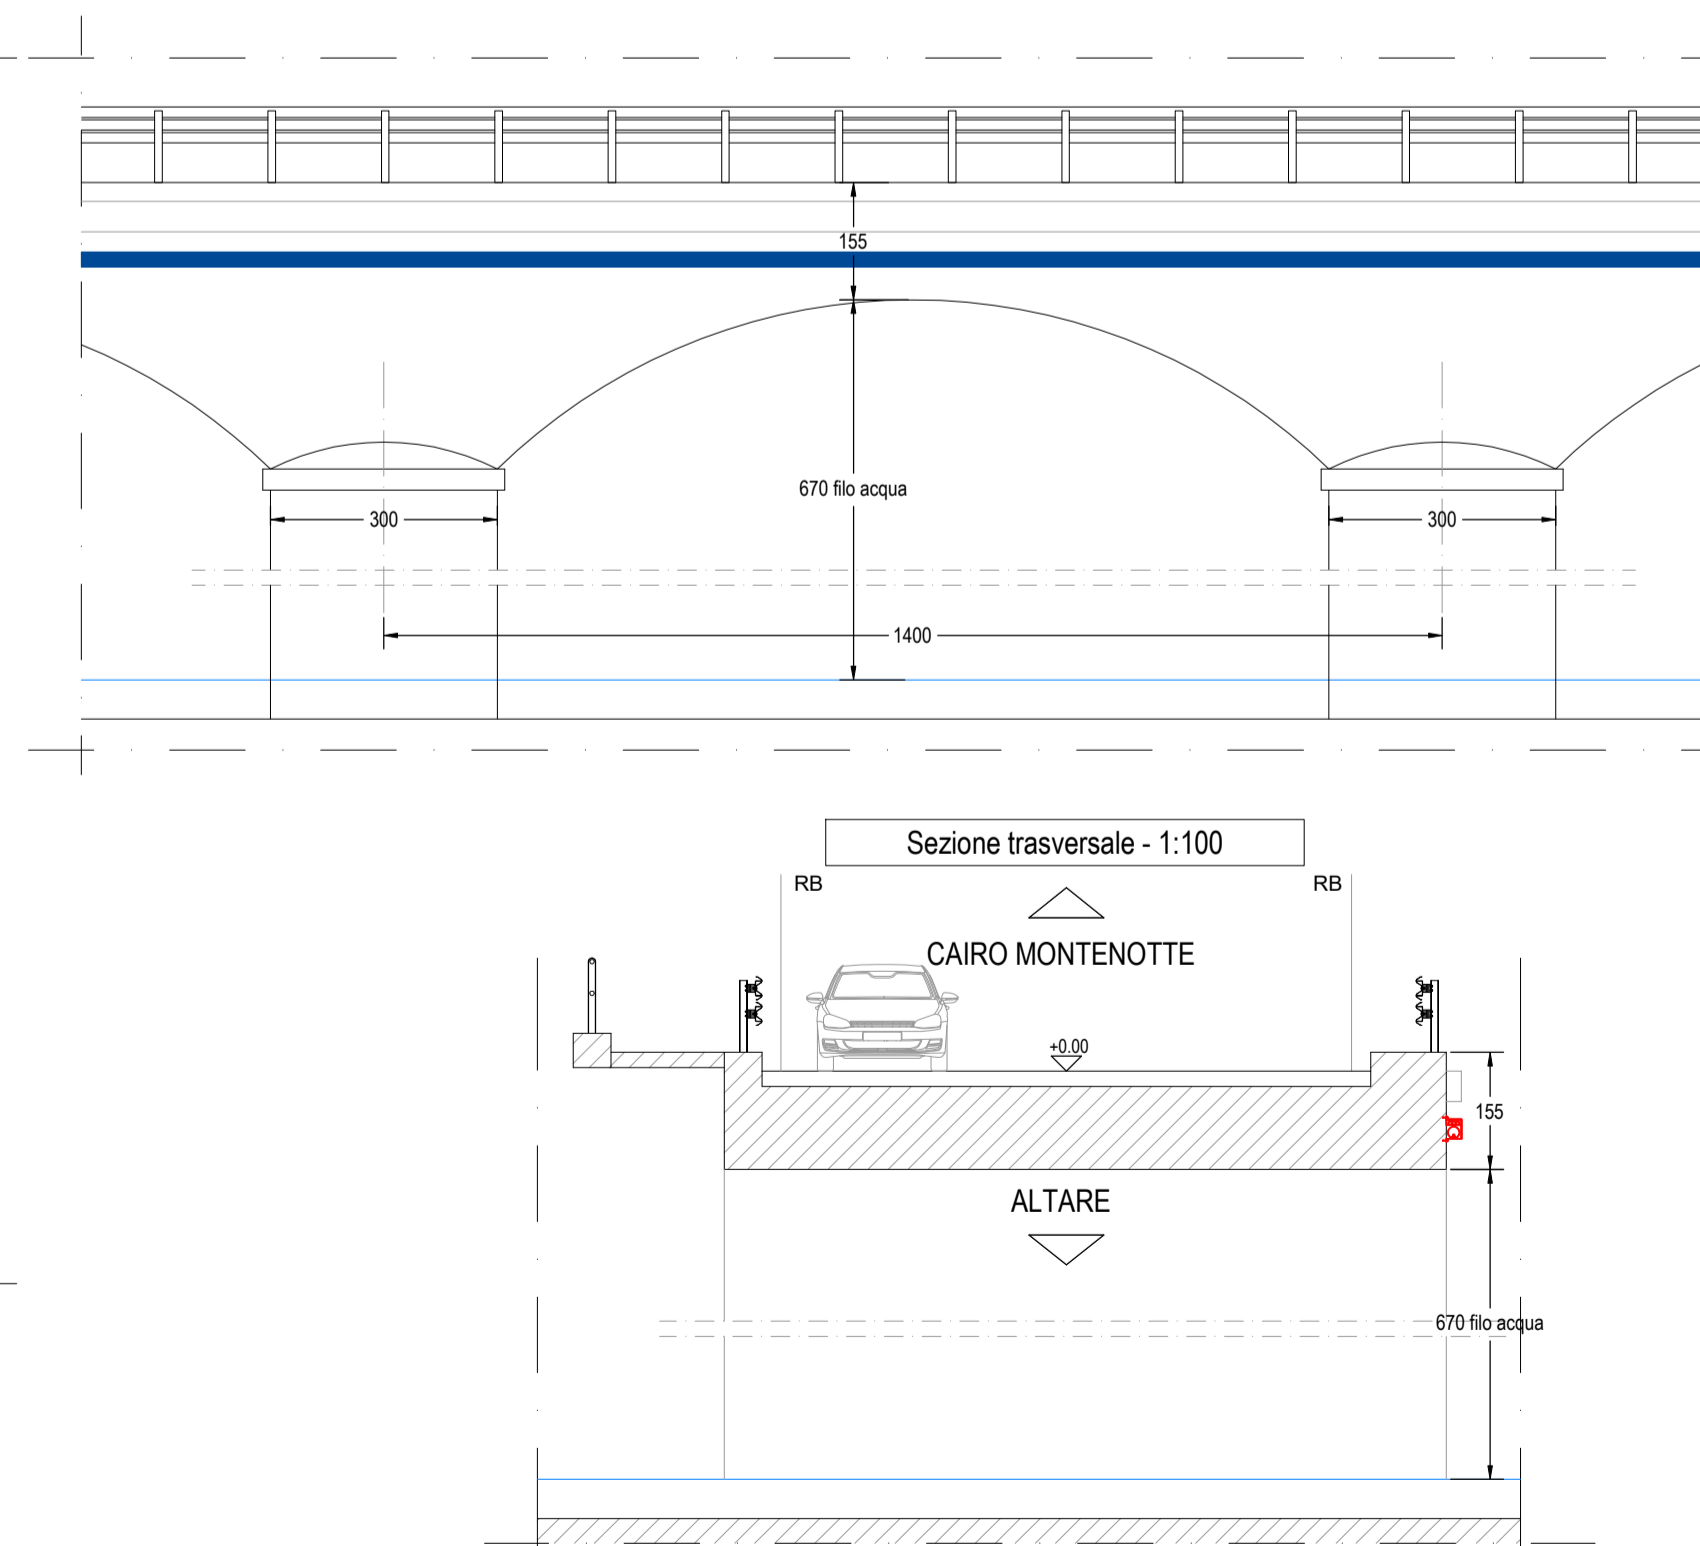 155
670 filo acqua
300
300
1400
Sezione trasversale - 1:100
RB
RB
CAIRO MONTENOTTE
+0.00
155
ALTARE
670 filo acqua